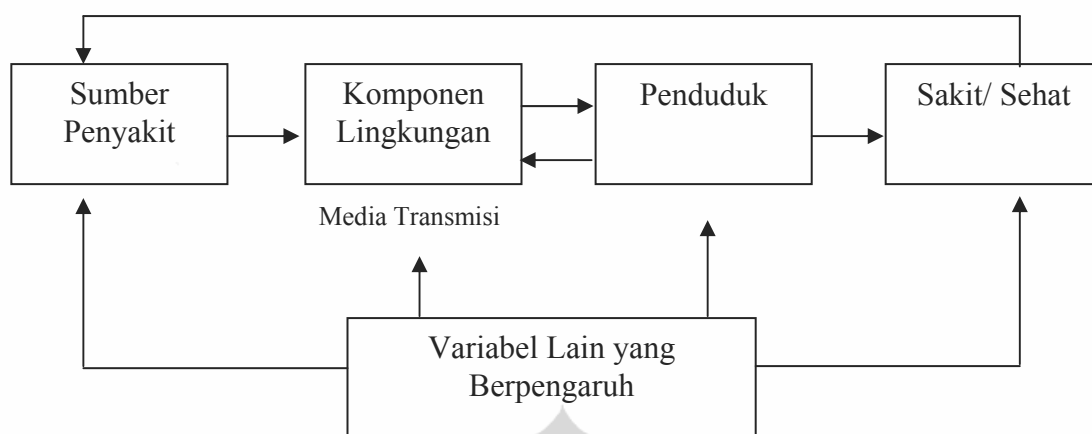 Sumber
Penyakit
Komponen
Lingkungan
Penduduk
Sakit/ Sehat
Media Transmisi
Variabel Lain yang
Berpengaruh